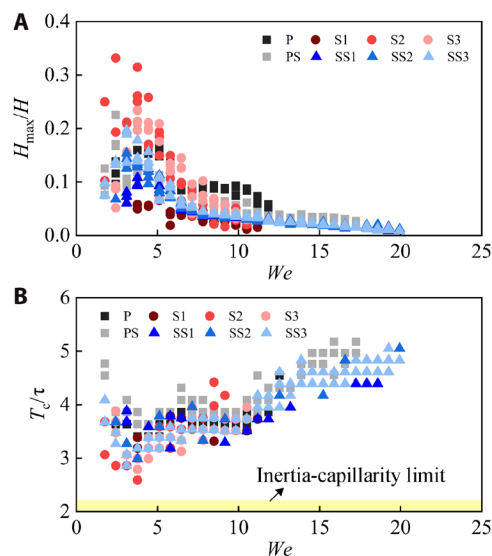 A
0.4
0.3
0.2
0.1
0.0
H_max/H
P S1 S2 S3
PS SS1 SS2 SS3
0 5 10 15 20 25
We
B
6
5
4
3
2
T_c/τ
P S1 S2 S3
PS SS1 SS2 SS3
Inertia-capillarity limit
0 5 10 15 20 25
We